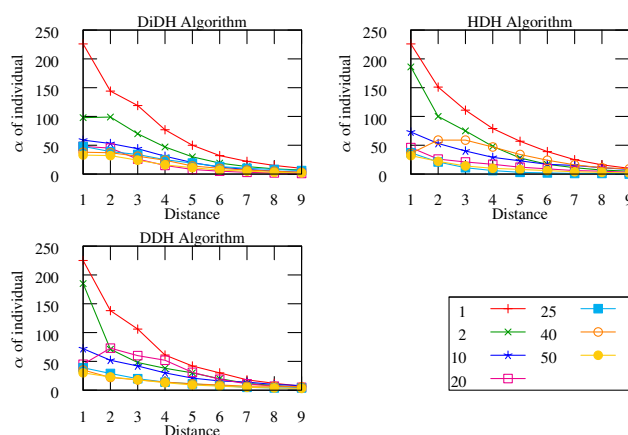 DiDH Algorithm
250
200
150
100
50
0
α of individual
1 2 3 4 5 6 7 8 9
Distance
HDH Algorithm
250
200
150
100
50
0
α of individual
1 2 3 4 5 6 7 8 9
Distance
DDH Algorithm
250
200
150
100
50
0
α of individual
1 2 3 4 5 6 7 8 9
Distance
1 25
2 40
10 50
20